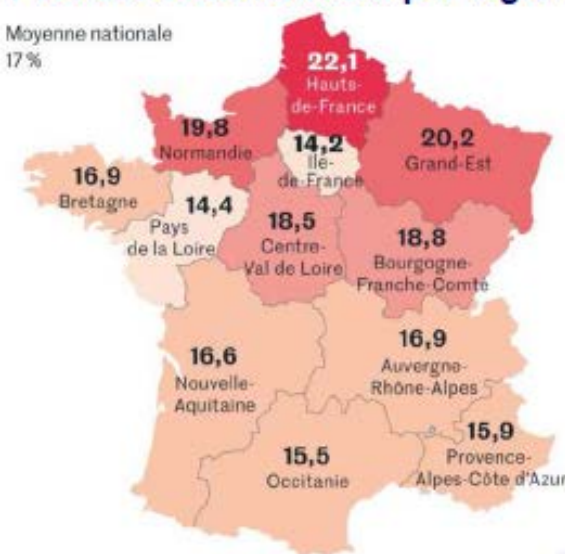 Moyenne nationale
17 %
22,1
Hauts-
de-France
19,8
Normandie
14,2
Ile-
de-France
20,2
Grand-Est
16,9
Bretagne
14,4
Pays
de la Loire
18,5
Centre-
Val de Loire
18,8
Bourgogne-
Franche-Comté
16,6
Nouvelle-
Aquitaine
16,9
Auvergne-
Rhône-Alpes
15,5
Occitanie
15,9
Provence-
Alpes-Côte d'Azur